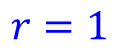 r = 1